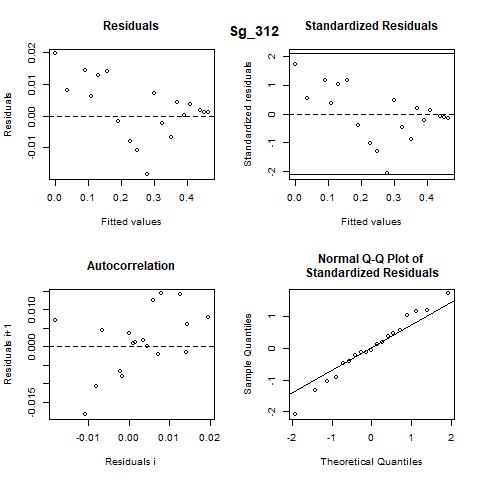 Sg_312
Residuals
Residuals
0.02
0.01
0.00
-0.01
0.0 0.1 0.2 0.3 0.4
Fitted values
Standardized Residuals
Standardized residuals
2
1
0
-1
-2
0.0 0.1 0.2 0.3 0.4
Fitted values
Autocorrelation
Residuals i+1
0.010
0.000
-0.015
-0.01 0.00 0.01 0.02
Residuals i
Normal Q-Q Plot of
Standardized Residuals
Sample Quantiles
1
0
-1
-2
-2 -1 0 1 2
Theoretical Quantiles